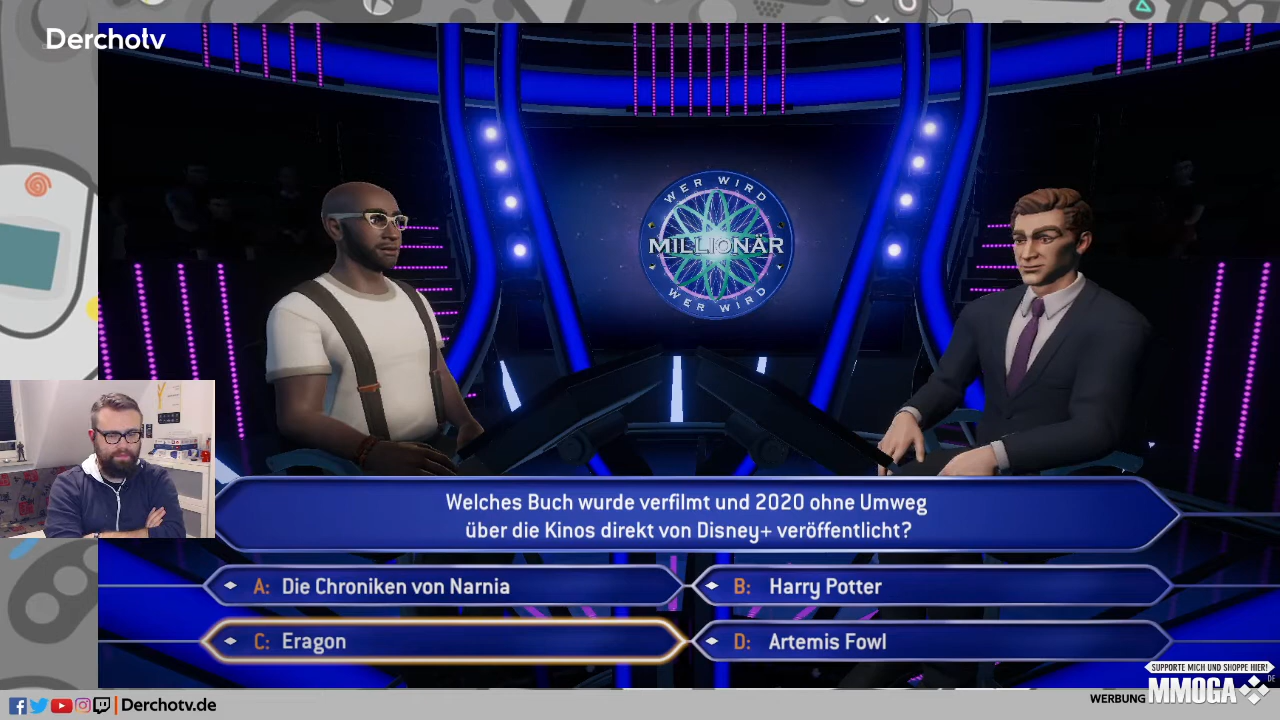 Derchotv
WER WIRD
MILLIONÄR
WER WIRD
Welches Buch wurde verfilmt und 2020 ohne Umweg
über die Kinos direkt von Disney+ veröffentlicht?
A: Die Chroniken von Narnia
B: Harry Potter
C: Eragon
D: Artemis Fowl
SUPPORTE MICH UND SHOPPE HIER!
WERBUNG MMOGA DE
Derchotv.de